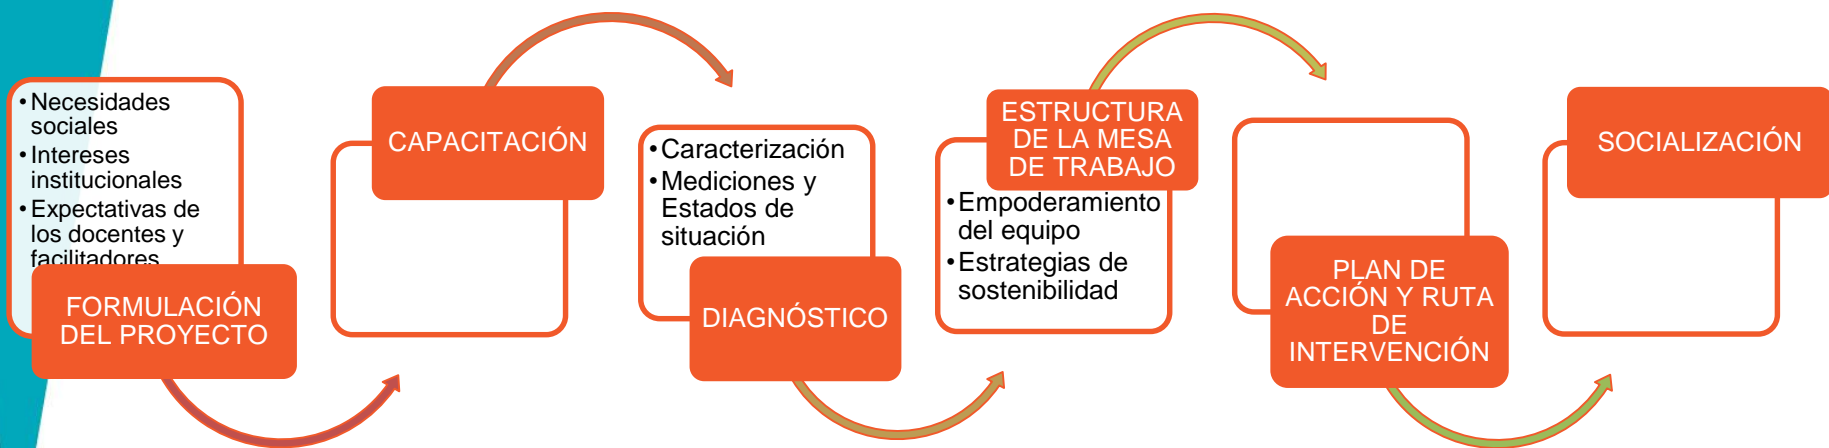 • Necesidades
sociales
• Intereses
institucionales
• Expectativas de
los docentes y
facilitadores
FORMULACIÓN
DEL PROYECTO
CAPACITACIÓN
• Caracterización
• Mediciones y
Estados de
situación
DIAGNÓSTICO
ESTRUCTURA
DE LA MESA
DE TRABAJO
• Empoderamiento
del equipo
• Estrategias de
sostenibilidad
PLAN DE
ACCIÓN Y RUTA
DE
INTERVENCIÓN
SOCIALIZACIÓN